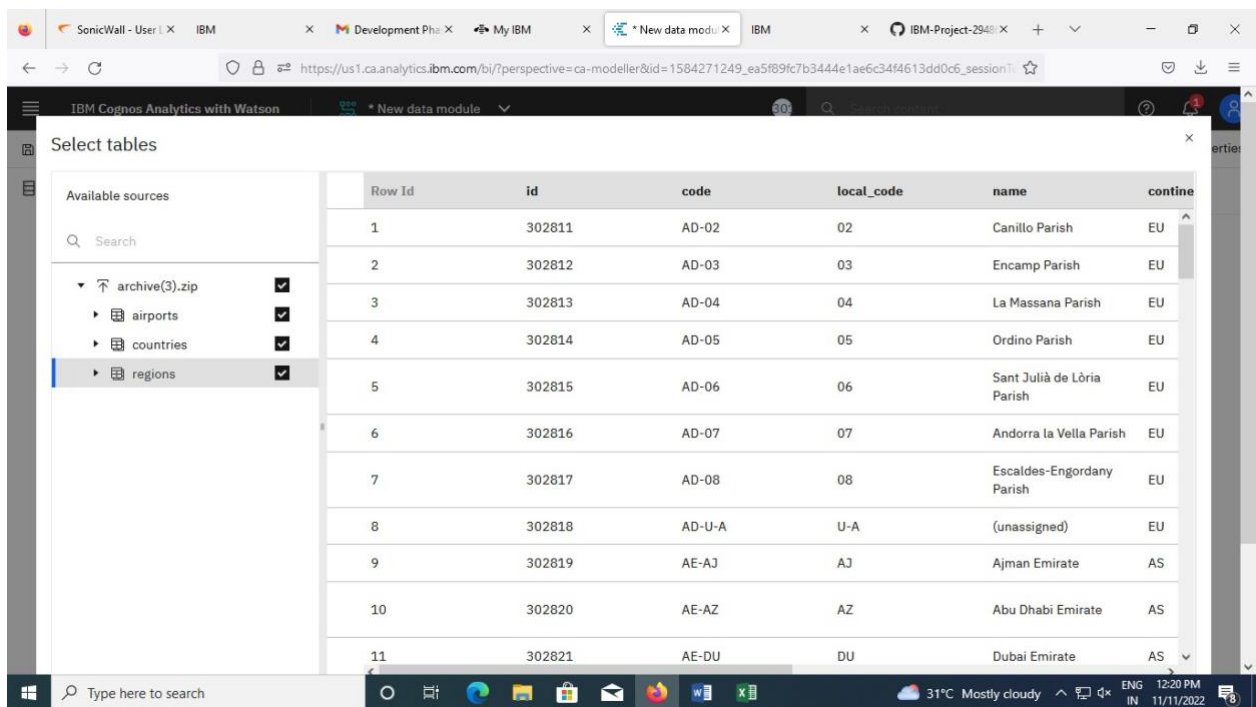 SonicWall - User L
IBM
Development Pha
My IBM
* New data modu
IBM
IBM-Project-2948
https://us1.ca.analytics.ibm.com/bi/?perspective=ca-modeller&id=1584271249_ea5f89fc7b3444e1ae6c34f4613dd0c6_sessionTe
IBM Cognos Analytics with Watson
* New data module
Search content
1
Select tables
erties
Available sources
Row Id id code local_code name contine
Search
1 302811 AD-02 02 Canillo Parish EU
2 302812 AD-03 03 Encamp Parish EU
archive(3).zip
3 302813 AD-04 04 La Massana Parish EU
airports
4 302814 AD-05 05 Ordino Parish EU
countries
regions
5 302815 AD-06 06 Sant Julià de Lòria EU
Parish
6 302816 AD-07 07 Andorra la Vella Parish EU
7 302817 AD-08 08 Escaldes-Engordany EU
Parish
8 302818 AD-U-A U-A (unassigned) EU
9 302819 AE-AJ AJ Ajman Emirate AS
10 302820 AE-AZ AZ Abu Dhabi Emirate AS
11 302821 AE-DU DU Dubai Emirate AS
Type here to search
31°C Mostly cloudy
ENG
IN
12:20 PM
11/11/2022
8